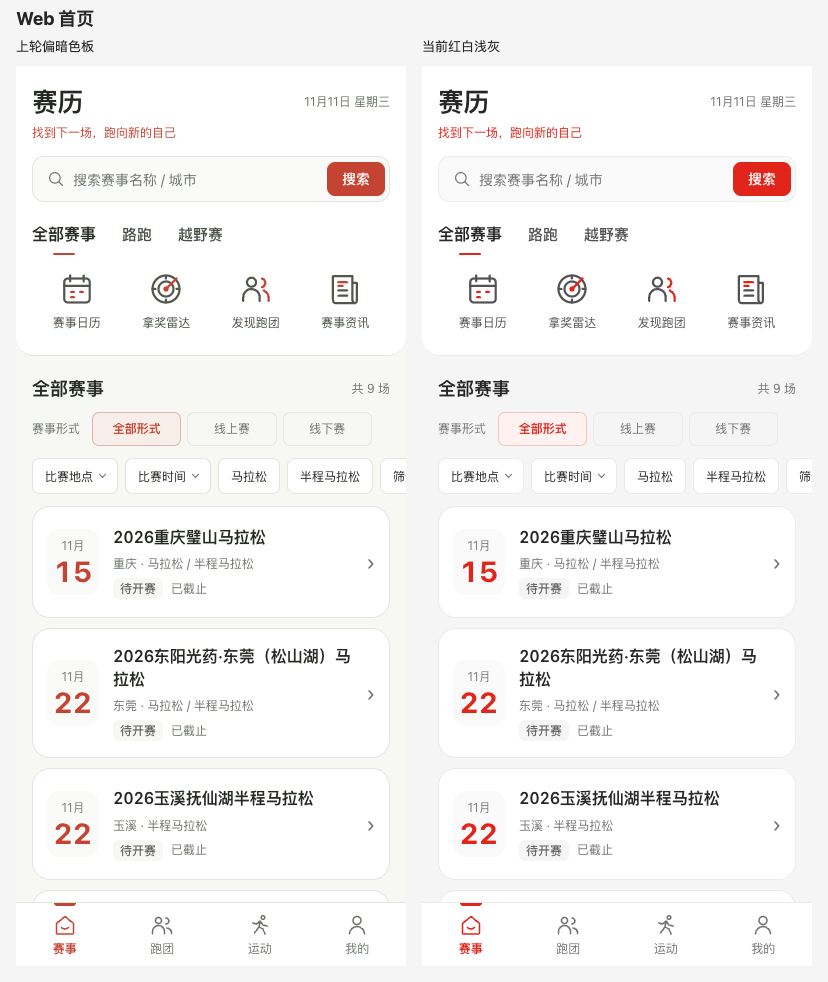 Web 首页
上轮偏暗色板
赛历
11月11日 星期三
找到下一场，跑向新的自己
搜索赛事名称 / 城市
搜索
全部赛事 路跑 越野赛
赛事日历 拿奖雷达 发现跑团 赛事资讯
全部赛事
共 9 场
赛事形式 全部形式 线上赛 线下赛
比赛地点 比赛时间 马拉松 半程马拉松 筛
11月
15
2026重庆璧山马拉松
重庆 · 马拉松 / 半程马拉松
待开赛 已截止
11月
22
2026东阳光药·东莞（松山湖）马
拉松
东莞 · 马拉松 / 半程马拉松
待开赛 已截止
11月
22
2026玉溪抚仙湖半程马拉松
玉溪 · 半程马拉松
待开赛 已截止
赛事 跑团 运动 我的
当前红白浅灰
赛历
11月11日 星期三
找到下一场，跑向新的自己
搜索赛事名称 / 城市
搜索
全部赛事 路跑 越野赛
赛事日历 拿奖雷达 发现跑团 赛事资讯
全部赛事
共 9 场
赛事形式 全部形式 线上赛 线下赛
比赛地点 比赛时间 马拉松 半程马拉松 筛
11月
15
2026重庆璧山马拉松
重庆 · 马拉松 / 半程马拉松
待开赛 已截止
11月
22
2026东阳光药·东莞（松山湖）马
拉松
东莞 · 马拉松 / 半程马拉松
待开赛 已截止
11月
22
2026玉溪抚仙湖半程马拉松
玉溪 · 半程马拉松
待开赛 已截止
赛事 跑团 运动 我的